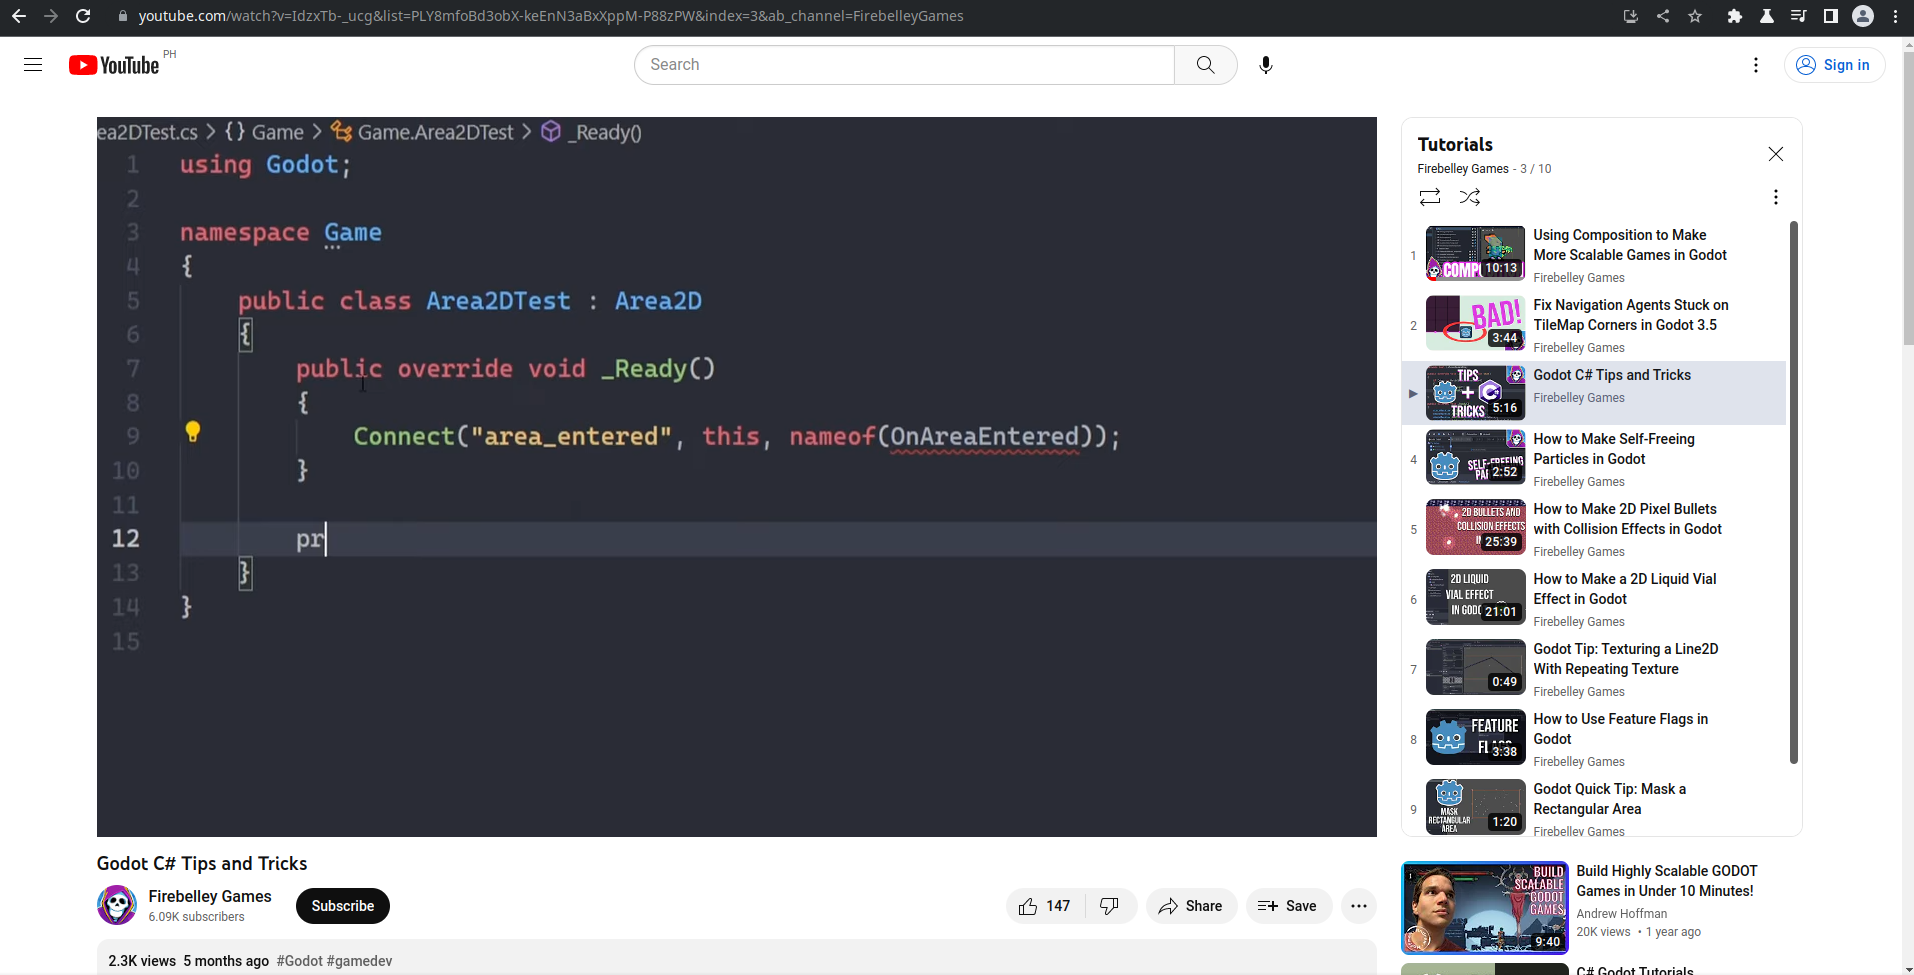 youtube.com/watch?v=IdzxTb-_ucg&list=PLY8mfoBd3obX-keEnN3aBxXppM-P88zPW&index=3&ab_channel=FirebelleyGames
YouTube PH
Search
Sign in
ea2DTest.cs > {} Game > Game.Area2DTest > _Ready()
1 using Godot;
2
3 namespace Game
4 {
5 public class Area2DTest : Area2D
6 {
7 public override void _Ready()
8 {
9 Connect("area_entered", this, nameof(OnAreaEntered));
10 }
11
12 pr
13 }
14 }
15
Godot C# Tips and Tricks
Firebelley Games
6.09K subscribers
Subscribe
147
Share
Save
2.3K views 5 months ago #Godot #gamedev
Tutorials
Firebelley Games - 3 / 10
1
COMP
10:13
Using Composition to Make
More Scalable Games in Godot
Firebelley Games
2
BAD!
3:44
Fix Navigation Agents Stuck on
TileMap Corners in Godot 3.5
Firebelley Games
TIPS
+
TRICKS
5:16
Godot C# Tips and Tricks
Firebelley Games
4
SELF-FREEING
2:52
How to Make Self-Freeing
Particles in Godot
Firebelley Games
5
2D BULLETS AND
COLLISION EFFECTS
25:39
How to Make 2D Pixel Bullets
with Collision Effects in Godot
Firebelley Games
6
2D LIQUID
VIAL EFFECT
IN GODO
21:01
How to Make a 2D Liquid Vial
Effect in Godot
Firebelley Games
7
0:49
Godot Tip: Texturing a Line2D
With Repeating Texture
Firebelley Games
8
FEATURE
FLAGS
3:38
How to Use Feature Flags in
Godot
Firebelley Games
9
MASK
RECTANGULAR
AREA
1:20
Godot Quick Tip: Mask a
Rectangular Area
Firebelley Games
BUILD
SCALABLE
GODOT
GAMES
9:40
Build Highly Scalable GODOT
Games in Under 10 Minutes!
Andrew Hoffman
20K views • 1 year ago
C# Godot Tutorials